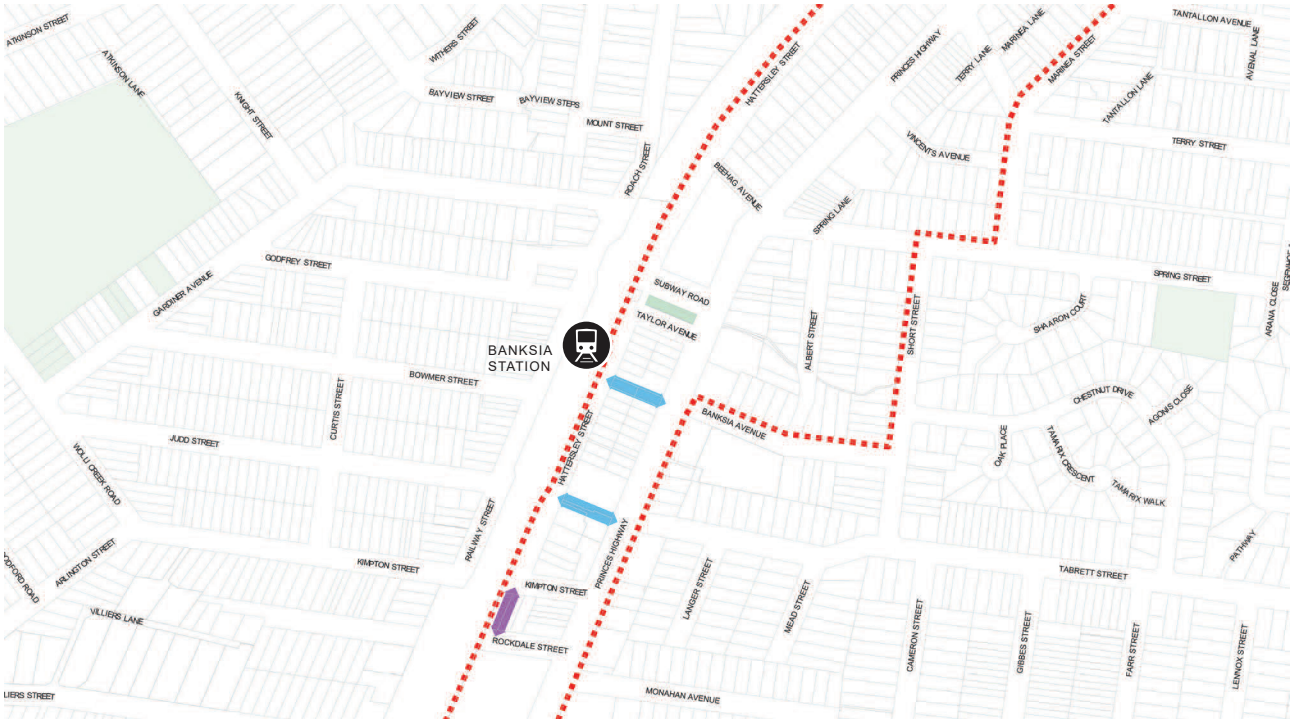 ATKINSON STREET
ATKINSON LANE
KNIGHT STREET
WITHERS STREET
BAYVIEW STREET
BAYVIEW STEPS
MOUNT STREET
ROACH STREET
HATTERSLEY STREET
PRINCES HIGHWAY
TERRY LANE
MARINEA LANE
MARINEA STREET
TANTALLON AVENUE
AVENAL LANE
TANTALLON LANE
TERRY STREET
VINCENTS AVENUE
BEEHAG AVENUE
SPRING LANE
SPRING STREET
ARANA CLOSE
GODFREY STREET
GARDINER AVENUE
SUBWAY ROAD
TAYLOR AVENUE
ALBERT STREET
SHORT STREET
SHAARON COURT
BANKSIA
STATION
BOWMER STREET
CURTIS STREET
JUDD STREET
WOLLI CREEK ROAD
HATTERSLEY STREET
BANKSIA AVENUE
CHESTNUT DRIVE
AGONIS CLOSE
OAK PLACE
TAMARIX CRESCENT
TAMARIX WALK
PATHWAY
RAILWAY STREET
PRINCES HIGHWAY
ARLINGTON STREET
KIMPTON STREET
KIMPTON STREET
TABRETT STREET
LANGER STREET
MEAD STREET
CAMERON STREET
GIBBES STREET
FARR STREET
LENNOX STREET
VILLIERS LANE
ROCKDALE STREET
MONAHAN AVENUE
LIERS STREET